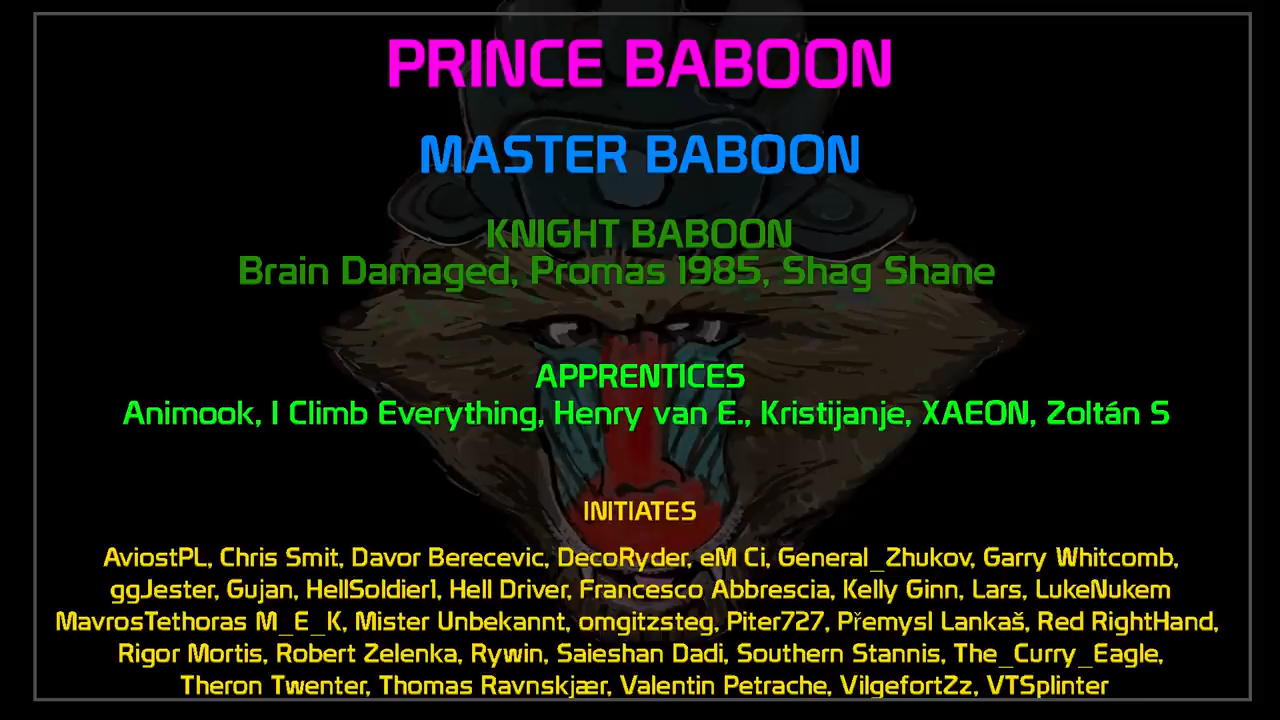 PRINCE BABOON
MASTER BABOON
KNIGHT BABOON
Brain Damaged, Promas 1985, Shag Shane
APPRENTICES
Animook, I Climb Everything, Henry van E., Kristijanje, XAEON, Zoltán S
INITIATES
AviostPL, Chris Smit, Davor Berecevic, DecoRyder, eM Ci, General_Zhukov, Garry Whitcomb,
ggJester, Gujan, HellSoldier1, Hell Driver, Francesco Abbrescia, Kelly Ginn, Lars, LukeNukem
MavrosTethoras M_E_K, Mister Unbekannt, omgitzsteg, Piter727, Přemysl Lankaš, Red RightHand,
Rigor Mortis, Robert Zelenka, Rywin, Saieshan Dadi, Southern Stannis, The_Curry_Eagle,
Theron Twenter, Thomas Ravnskjær, Valentin Petrache, VilgefortZz, VTSplinter